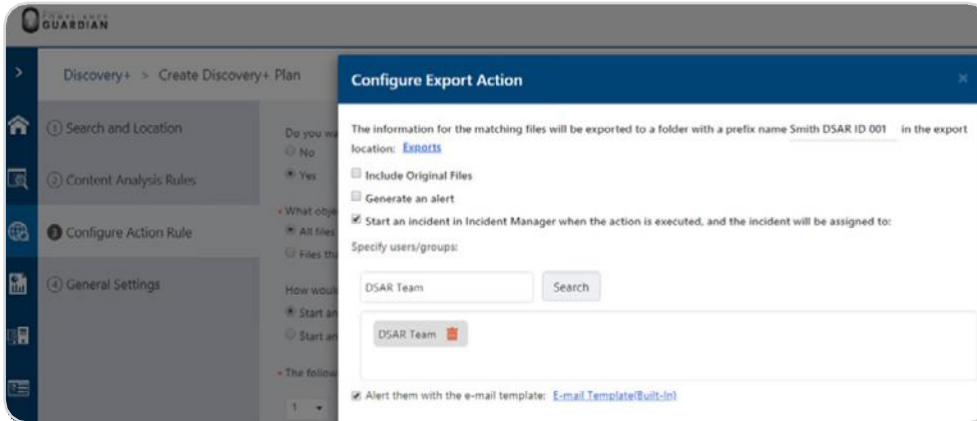 COMPLIANCE
GUARDIAN
Discovery+ > Create Discovery+ Plan
1 Search and Location
2 Content Analysis Rules
3 Configure Action Rule
4 General Settings
Do you wa
No
Yes
* What obje
All files
Files tha
How would
Start an
Start an
* The follow
1
Configure Export Action
The information for the matching files will be exported to a folder with a prefix name Smith DSAR ID 001 in the export
location: Exports
Include Original Files
Generate an alert
Start an incident in Incident Manager when the action is executed, and the incident will be assigned to:
Specify users/groups:
DSAR Team Search
DSAR Team
Alert them with the e-mail template: E-mail Template(Built-In)